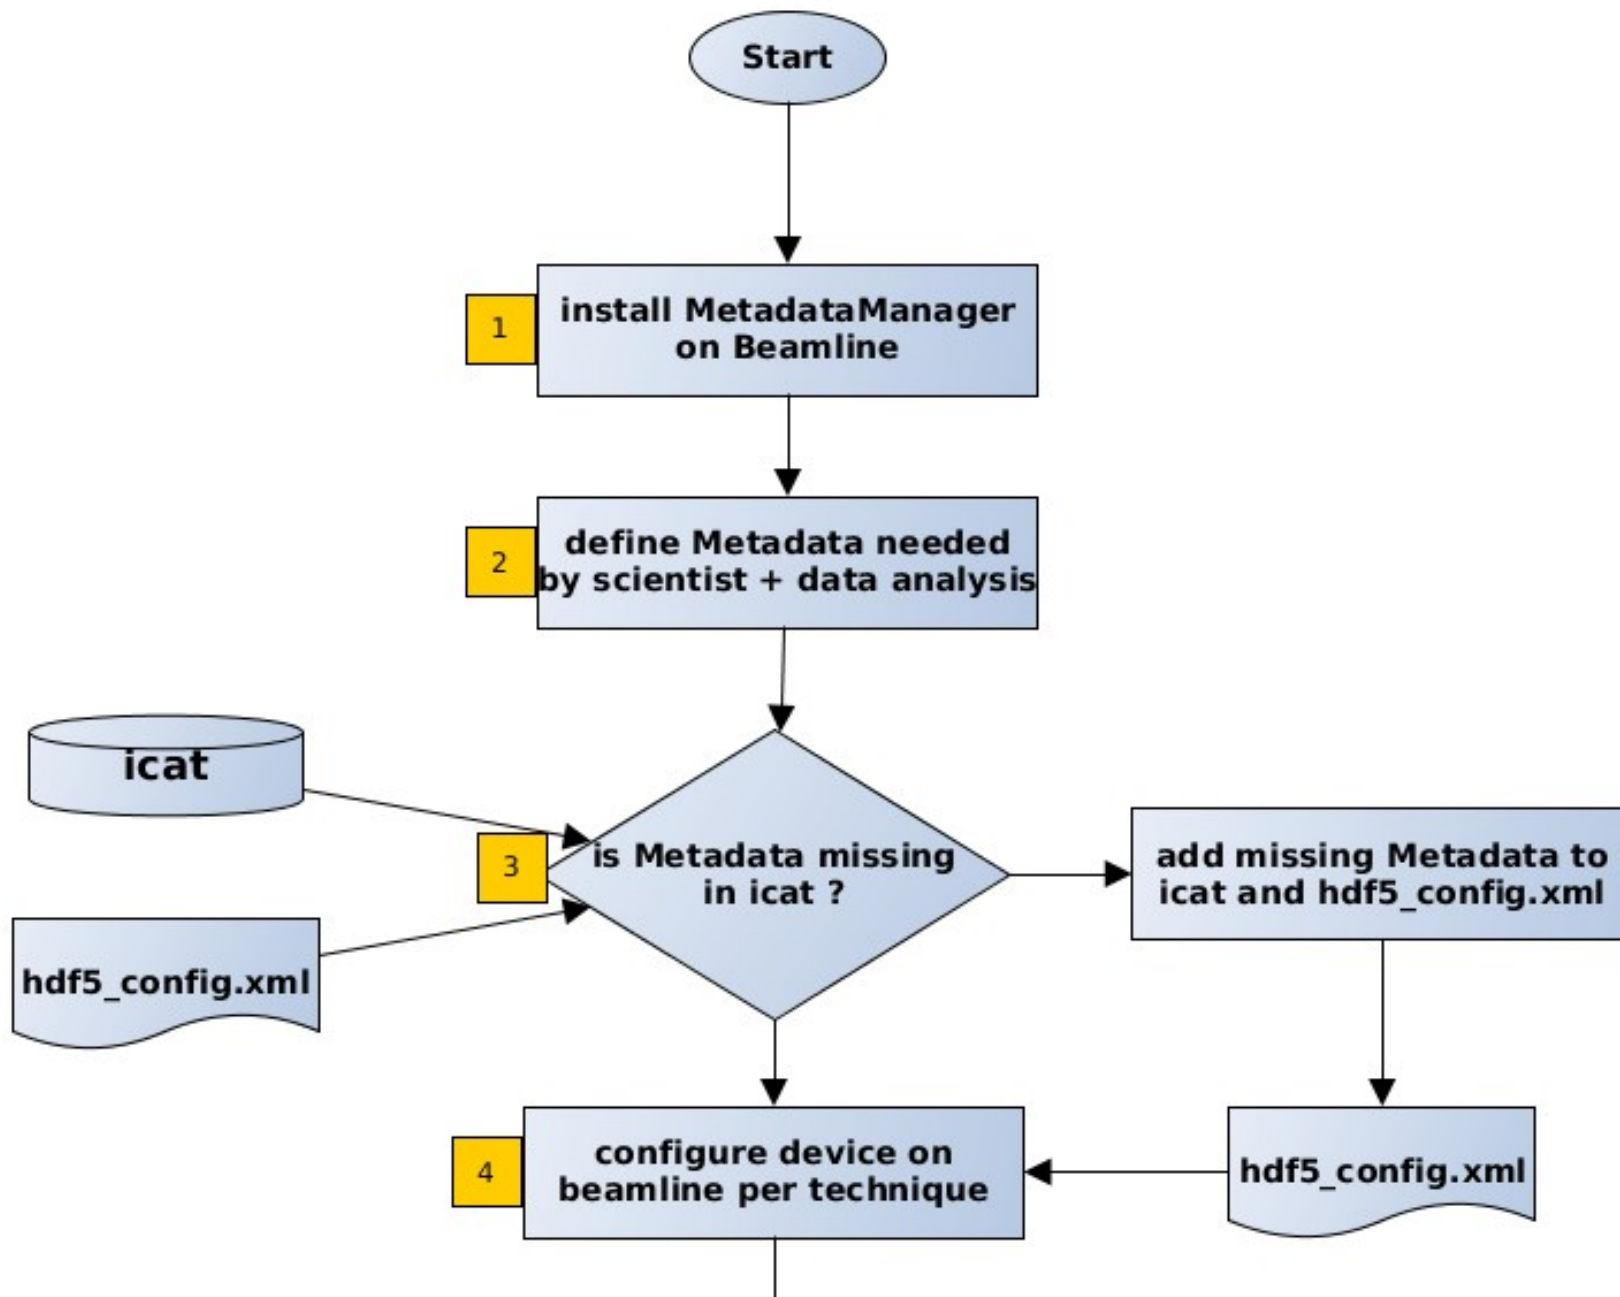 Start
1
install MetadataManager
on Beamline
2
define Metadata needed
by scientist + data analysis
icat
3
is Metadata missing
in icat ?
add missing Metadata to
icat and hdf5_config.xml
hdf5_config.xml
4
configure device on
beamline per technique
hdf5_config.xml